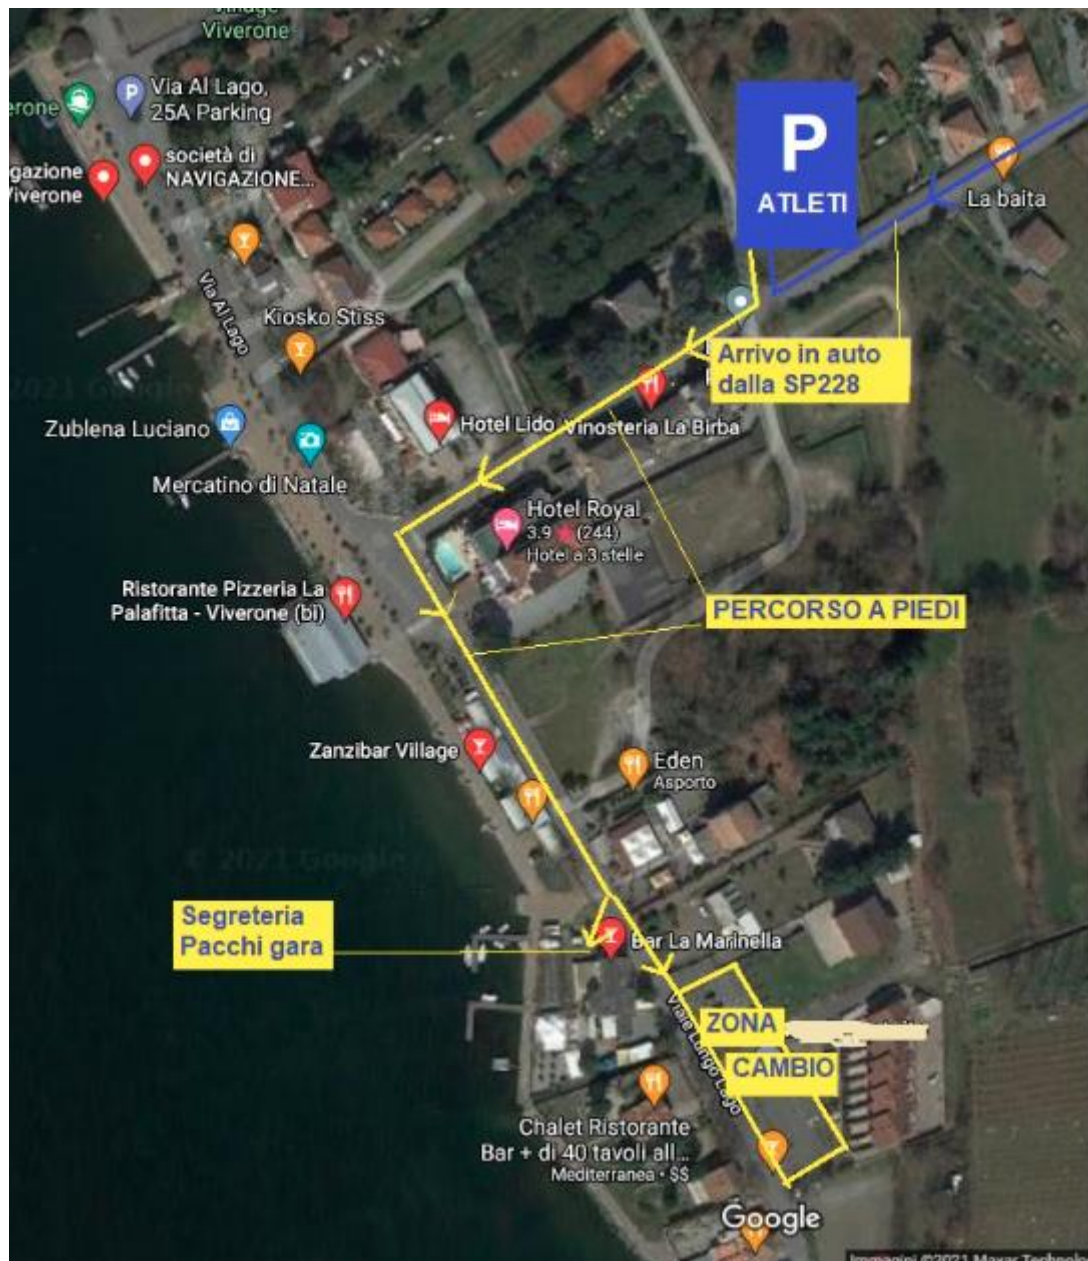 Village
Viverone
Via Al Lago,
25A Parking
erone
società di
NAVIGAZIONE...
gazione
Viverone
P
ATLETI
La baita
Via Al Lago
Kiosko Stiss
Arrivo in auto
dalla SP228
Zublena Luciano
Hotel Lido
Vinosteria La Birba
Mercatino di Natale
Hotel Royal
3.9 ★ (244)
Hotel a 3 stelle
Ristorante Pizzeria La
Palafitta - Viverone (bi)
PERCORSO A PIEDI
Zanzibar Village
Eden
Asporto
© 2021 Google
Segreteria
Pacchi gara
Bar La Marinella
Viale Lungo Lago
ZONA
CAMBIO
Chalet Ristorante
Bar + di 40 tavoli all...
Mediterranea • $$
Google
Immagini ©2021 Maxar Technolo